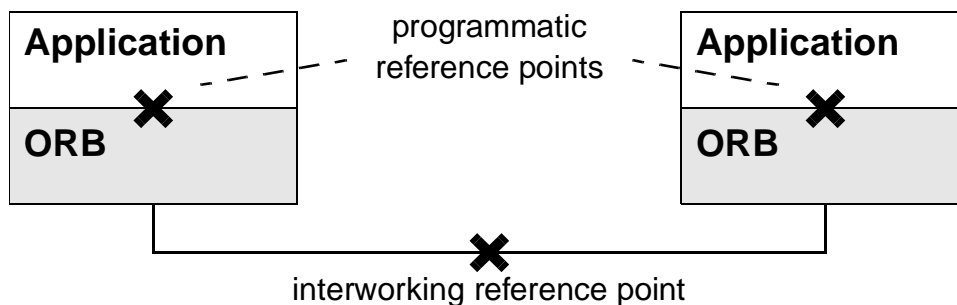 Application
programmatic
reference points
Application
ORB
ORB
interworking reference point